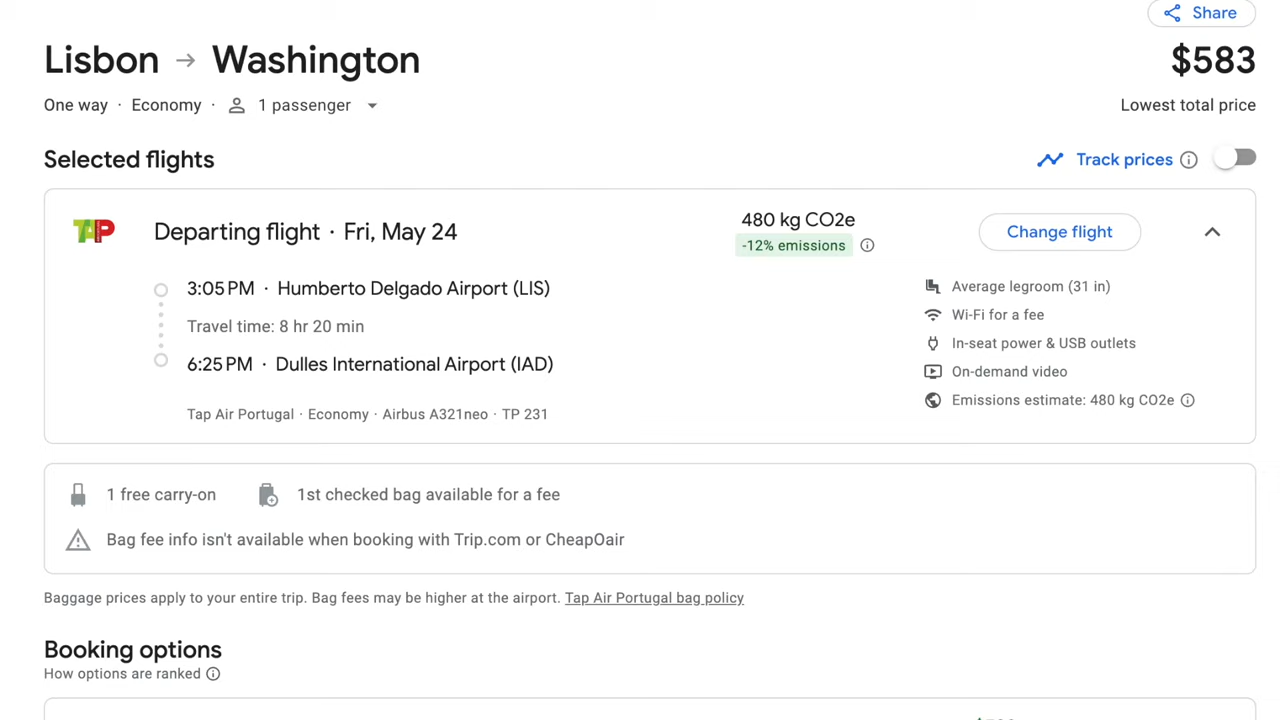 Share
Lisbon → Washington
$583
One way · Economy · 1 passenger
Lowest total price
Selected flights
Track prices
TAP
Departing flight · Fri, May 24
480 kg CO2e
-12% emissions
Change flight
3:05 PM · Humberto Delgado Airport (LIS)
Travel time: 8 hr 20 min
6:25 PM · Dulles International Airport (IAD)
Tap Air Portugal · Economy · Airbus A321neo · TP 231
Average legroom (31 in)
Wi-Fi for a fee
In-seat power & USB outlets
On-demand video
Emissions estimate: 480 kg CO2e
1 free carry-on
1st checked bag available for a fee
Bag fee info isn't available when booking with Trip.com or CheapOair
Baggage prices apply to your entire trip. Bag fees may be higher at the airport. Tap Air Portugal bag policy
Booking options
How options are ranked